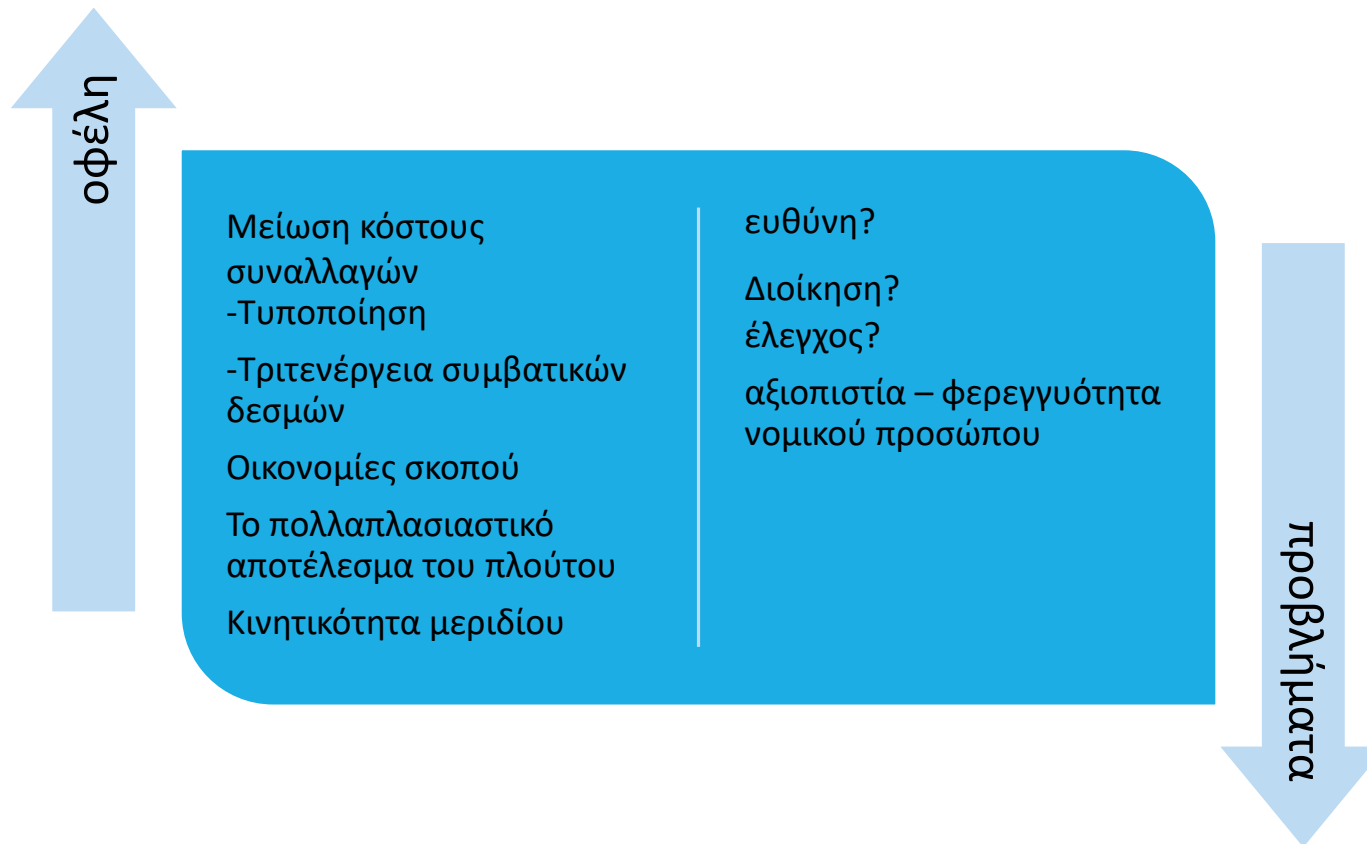 οφέλη
Μείωση κόστους
συναλλαγών
-Τυποποίηση
-Τριτενέργεια συμβατικών
δεσμών
Οικονομίες σκοπού
Το πολλαπλασιαστικό
αποτέλεσμα του πλούτου
Κινητικότητα μεριδίου
ευθύνη?
Διοίκηση?
έλεγχος?
αξιοπιστία – φερεγγυότητα
νομικού προσώπου
προβλήματα